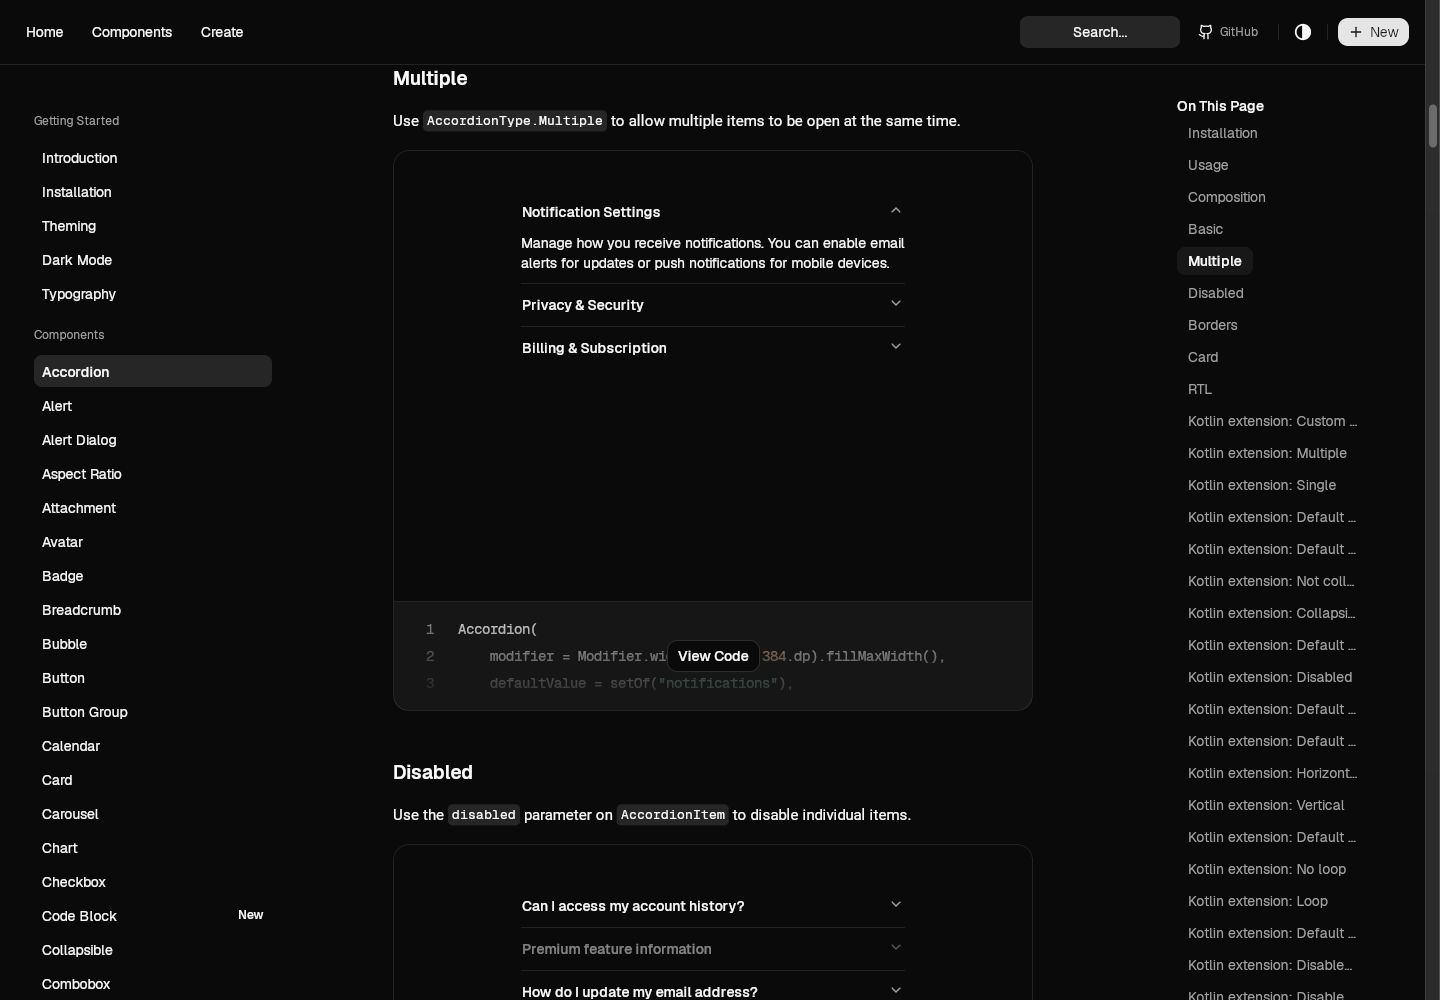 Home
Components
Create
Search...
GitHub
New
Getting Started
Introduction
Installation
Theming
Dark Mode
Typography
Components
Accordion
Alert
Alert Dialog
Aspect Ratio
Attachment
Avatar
Badge
Breadcrumb
Bubble
Button
Button Group
Calendar
Card
Carousel
Chart
Checkbox
Code Block
New
Collapsible
Combobox
Multiple
Use AccordionType.Multiple to allow multiple items to be open at the same time.
Notification Settings
Manage how you receive notifications. You can enable email
alerts for updates or push notifications for mobile devices.
Privacy & Security
Billing & Subscription
1 Accordion(
2 modifier = Modifier.wi 384.dp).fillMaxWidth(),
View Code
3 defaultValue = setOf("notifications"),
Disabled
Use the disabled parameter on AccordionItem to disable individual items.
Can I access my account history?
Premium feature information
How do I update my email address?
On This Page
Installation
Usage
Composition
Basic
Multiple
Disabled
Borders
Card
RTL
Kotlin extension: Custom ...
Kotlin extension: Multiple
Kotlin extension: Single
Kotlin extension: Default ...
Kotlin extension: Default ...
Kotlin extension: Not coll...
Kotlin extension: Collapsi...
Kotlin extension: Default ...
Kotlin extension: Disabled
Kotlin extension: Default ...
Kotlin extension: Default ...
Kotlin extension: Horizont...
Kotlin extension: Vertical
Kotlin extension: Default ...
Kotlin extension: No loop
Kotlin extension: Loop
Kotlin extension: Default ...
Kotlin extension: Disable...
Kotlin extension: Disable...